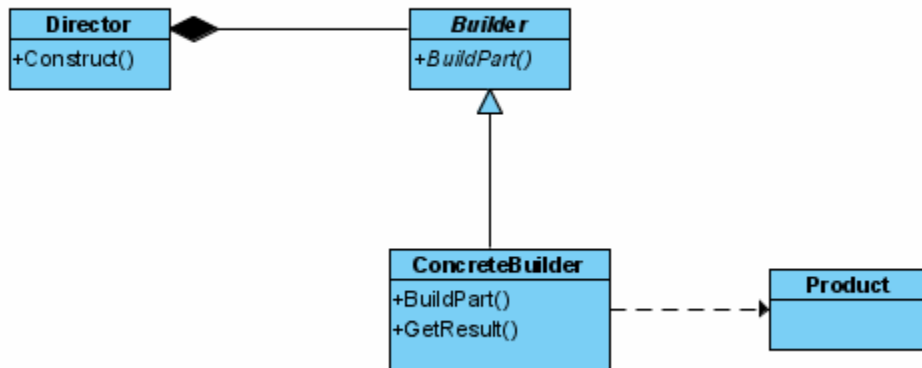 Director
+Construct()
Builder
+BuildPart()
ConcreteBuilder
+BuildPart()
+GetResult()
Product